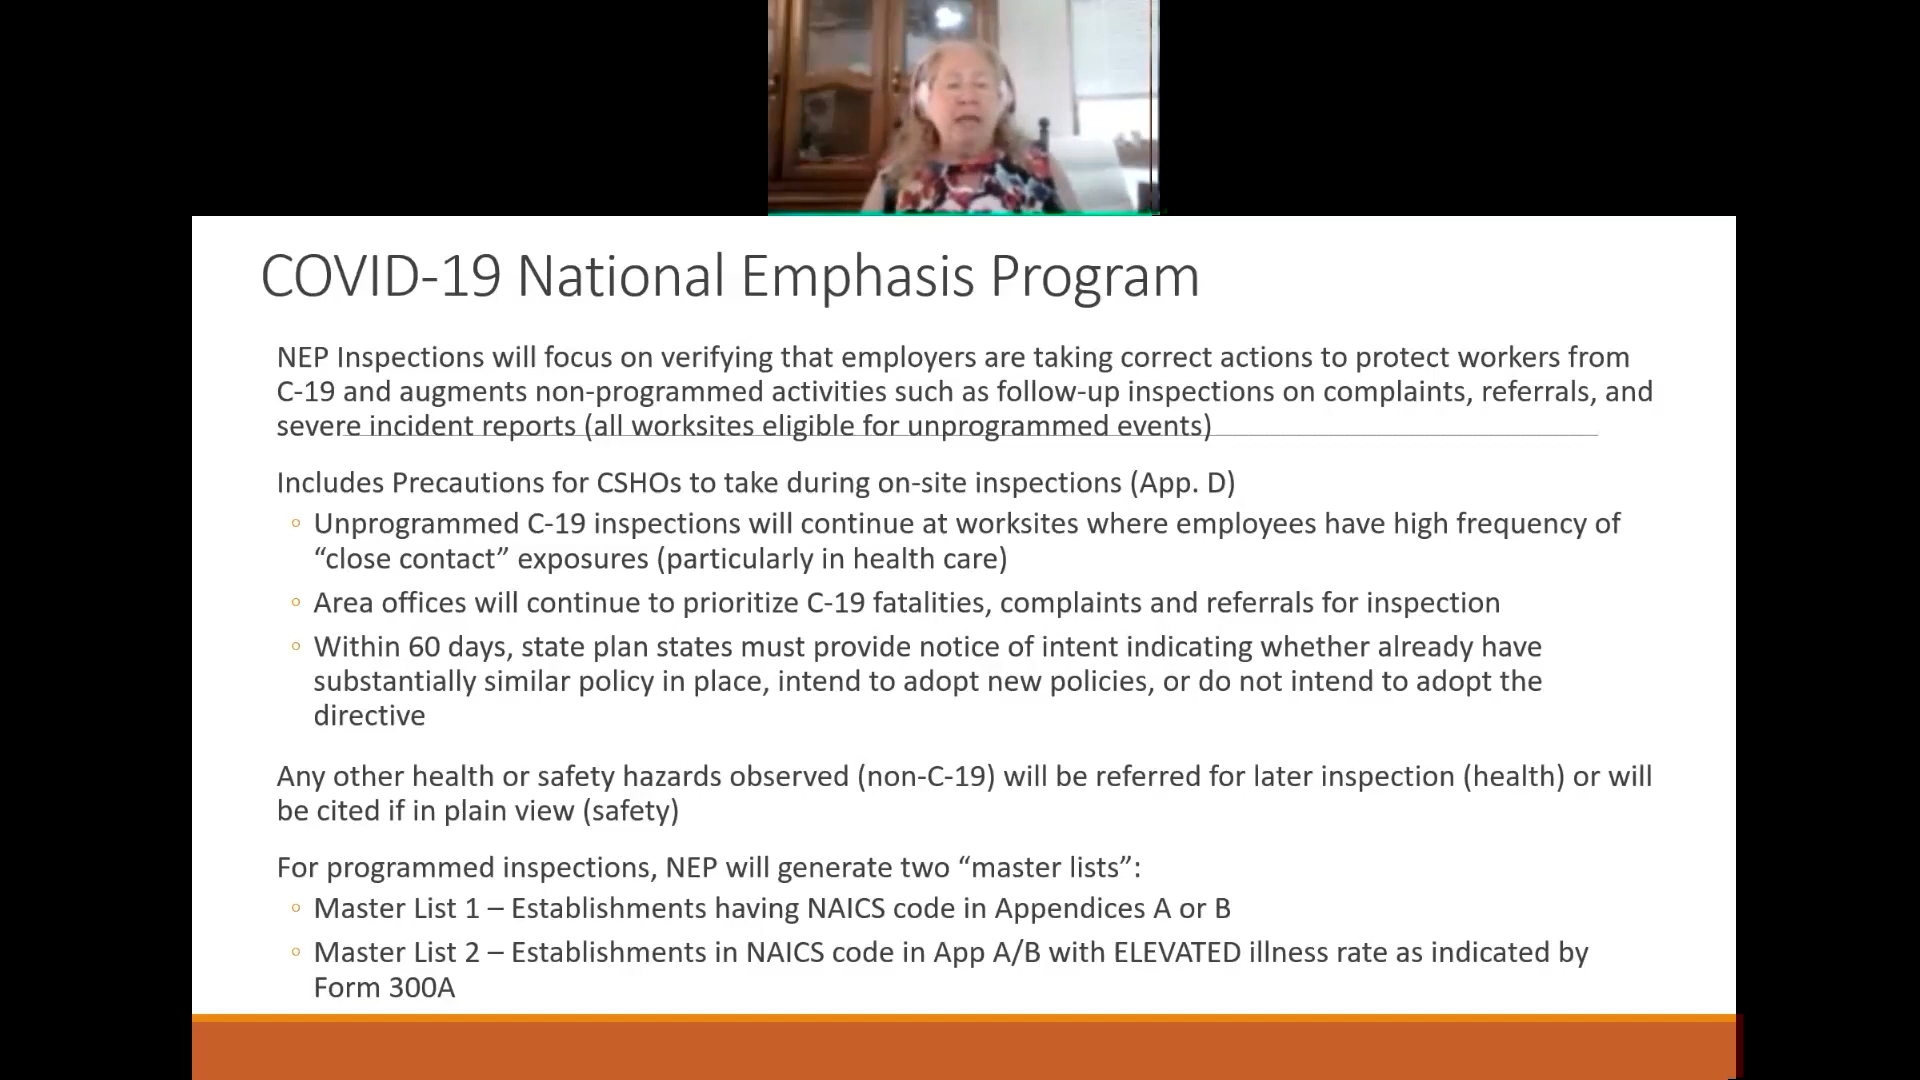 COVID-19 National Emphasis Program
NEP Inspections will focus on verifying that employers are taking correct actions to protect workers from
C-19 and augments non-programmed activities such as follow-up inspections on complaints, referrals, and
severe incident reports (all worksites eligible for unprogrammed events)
Includes Precautions for CSHOs to take during on-site inspections (App. D)
◦ Unprogrammed C-19 inspections will continue at worksites where employees have high frequency of
“close contact” exposures (particularly in health care)
◦ Area offices will continue to prioritize C-19 fatalities, complaints and referrals for inspection
◦ Within 60 days, state plan states must provide notice of intent indicating whether already have
substantially similar policy in place, intend to adopt new policies, or do not intend to adopt the
directive
Any other health or safety hazards observed (non-C-19) will be referred for later inspection (health) or will
be cited if in plain view (safety)
For programmed inspections, NEP will generate two “master lists”:
◦ Master List 1 – Establishments having NAICS code in Appendices A or B
◦ Master List 2 – Establishments in NAICS code in App A/B with ELEVATED illness rate as indicated by
Form 300A